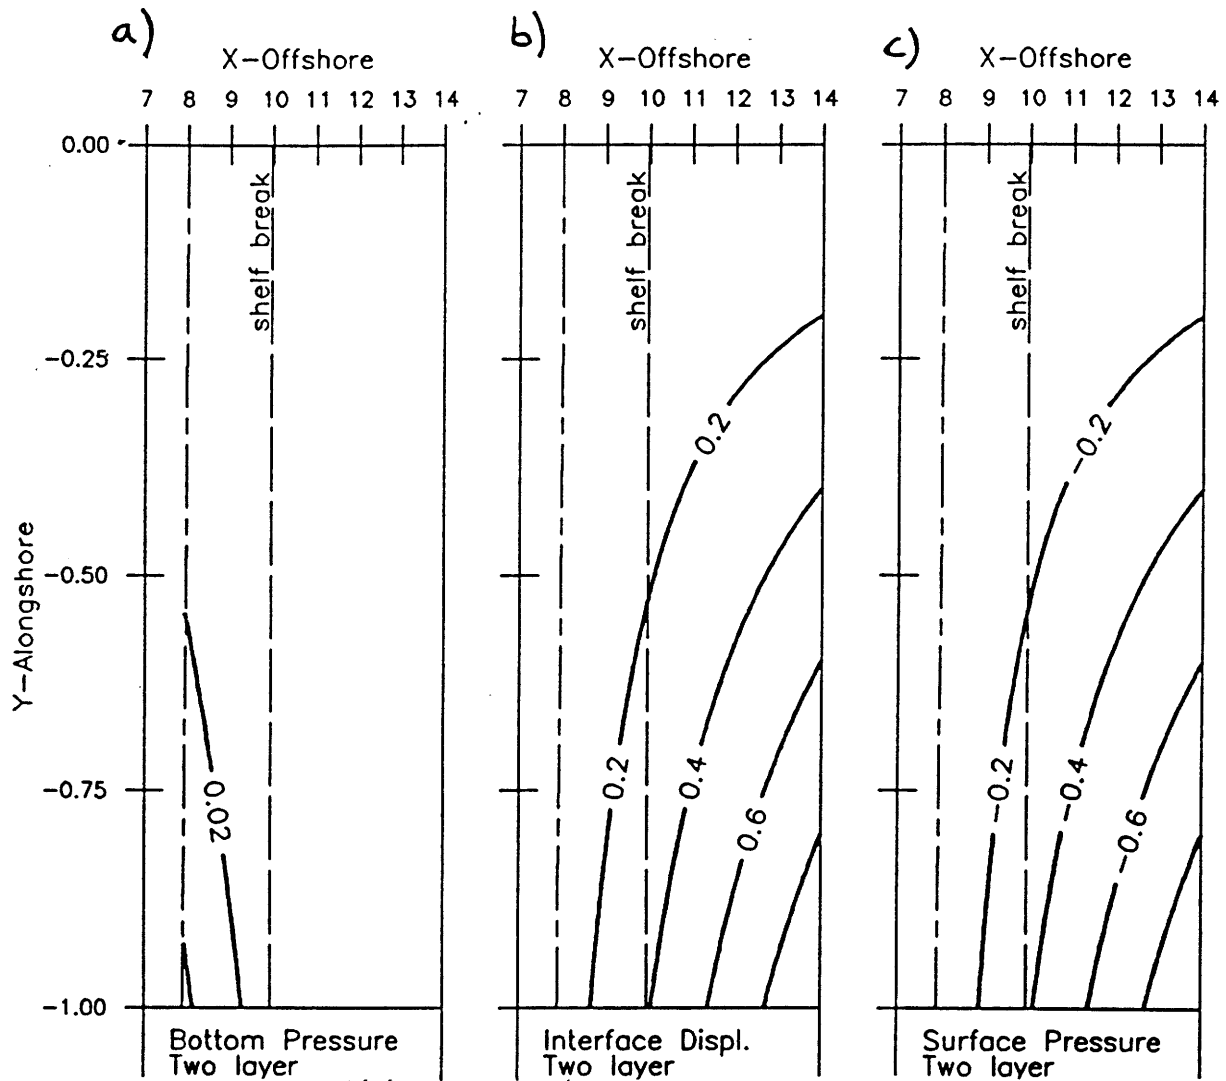 a)
X-Offshore
7 8 9 10 11 12 13 14
0.00
-0.25
-0.50
-0.75
-1.00
Y-Alongshore
shelf break
0.02
Bottom Pressure
Two layer
b)
X-Offshore
7 8 9 10 11 12 13 14
shelf break
0.2
0.2
0.4
0.6
Interface Displ.
Two layer
c)
X-Offshore
7 8 9 10 11 12 13 14
shelf break
-0.2
-0.2
-0.4
-0.6
Surface Pressure
Two layer